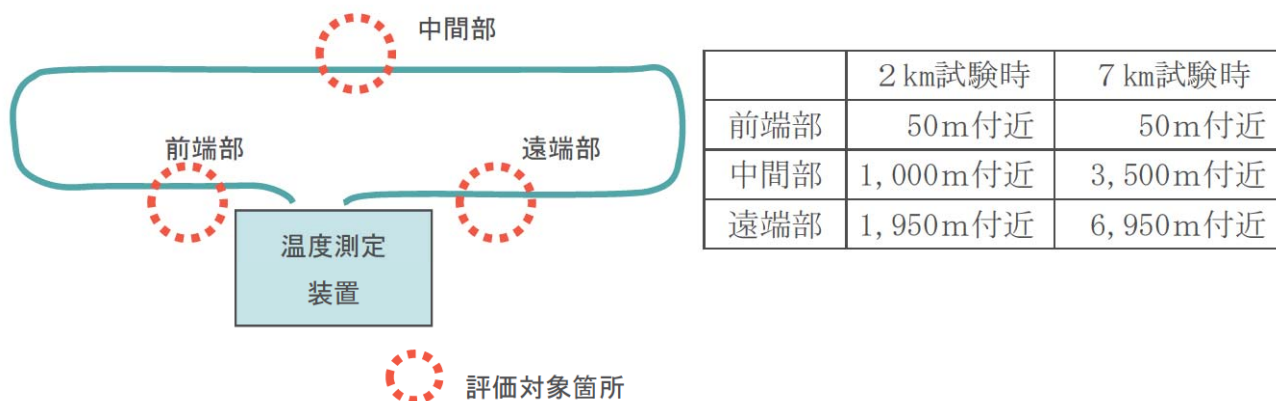 中間部
前端部
遠端部
温度測定
装置
評価対象箇所
2km試験時 7km試験時
前端部 50m付近 50m付近
中間部 1,000m付近 3,500m付近
遠端部 1,950m付近 6,950m付近